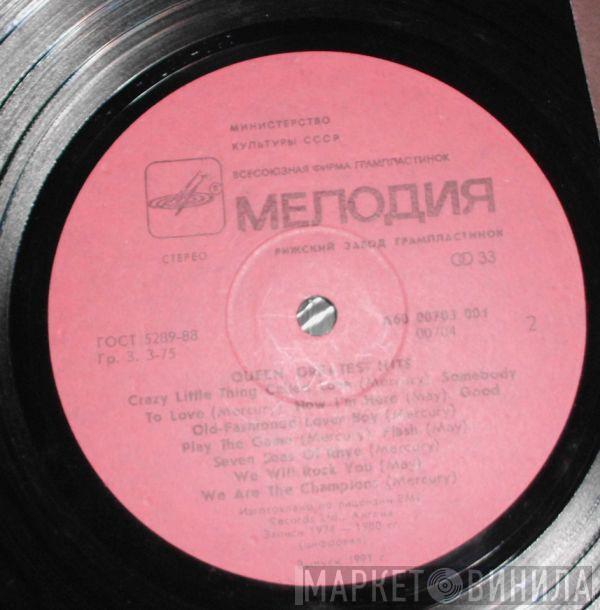 МИНИСТЕРСТВО
КУЛЬТУРЫ СССР
ВСЕСОЮЗНАЯ ФИРМА ГРАМПЛАСТИНОК
МЕЛОДИЯ
СТЕРЕО
РИЖСКИЙ ЗАВОД ГРАМПЛАСТИНОК
33
ГОСТ 5289-88
Гр. 3. 3-75
А60 00703 001
00704
2
QUEEN GREATEST HITS
Crazy Little Thing Called Love (Mercury). Somebody
To Love (Mercury). Now I'm Here (May). Good
Old-Fashioned Lover Boy (Mercury)
Play The Game (Mercury). Flash (May)
Seven Seas Of Rhye (Mercury)
We Will Rock You (May)
We Are The Champions (Mercury)
Изготовлено по лицензии EMI
Records Ltd., Англия
Записи 1974 — 1980 гг.
(цифровая)
Выпуск 1991 г.
МАРКЕТ ВИНИЛА